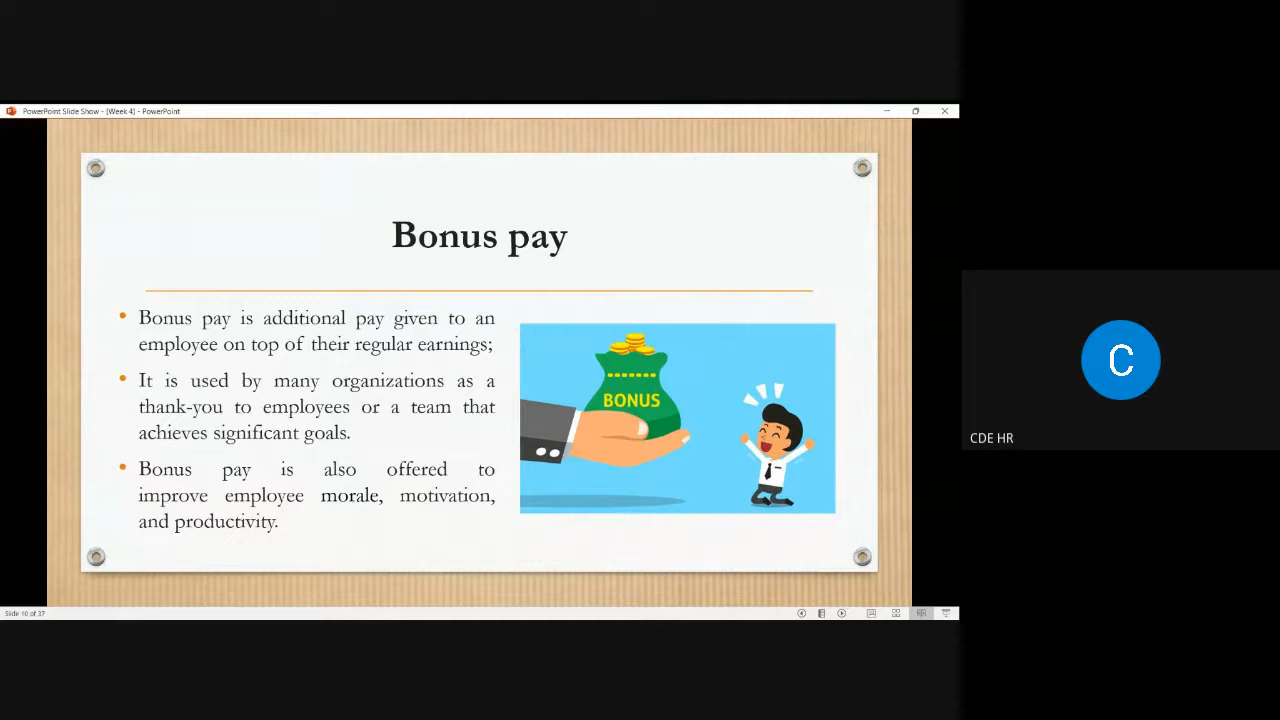 PowerPoint Slide Show - [Week 4] - PowerPoint
Bonus pay
• Bonus pay is additional pay given to an
employee on top of their regular earnings;
• It is used by many organizations as a
thank-you to employees or a team that
achieves significant goals.
• Bonus pay is also offered to
improve employee morale, motivation,
and productivity.
BONUS
C
CDE HR
Slide 10 of 37